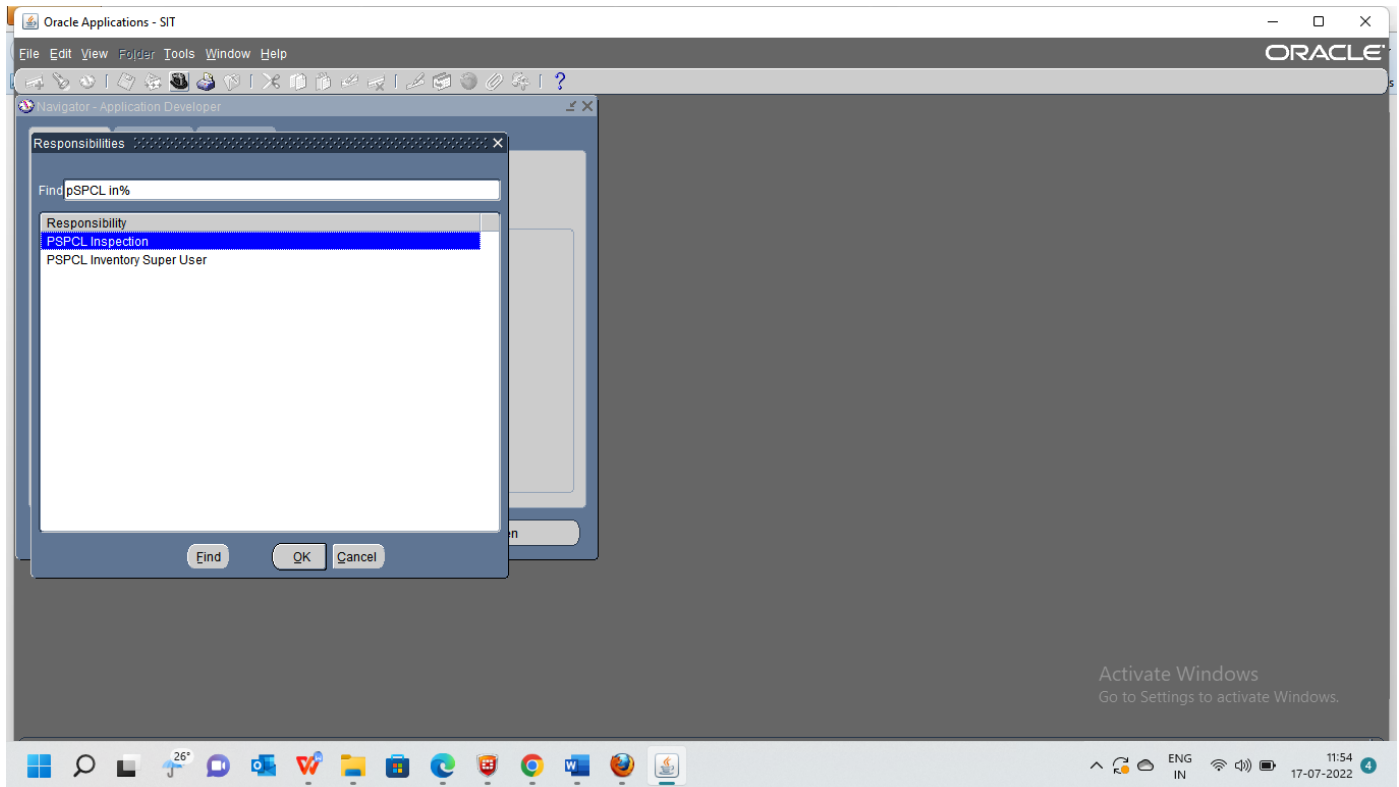 Oracle Applications - SIT
File Edit View Folder Tools Window Help
ORACLE
Navigator - Application Developer
Responsibilities
Find pSPCL in%
Responsibility
PSPCL Inspection
PSPCL Inventory Super User
en
Find OK Cancel
Activate Windows
Go to Settings to activate Windows.
26°
ENG
IN
11:54
17-07-2022
4